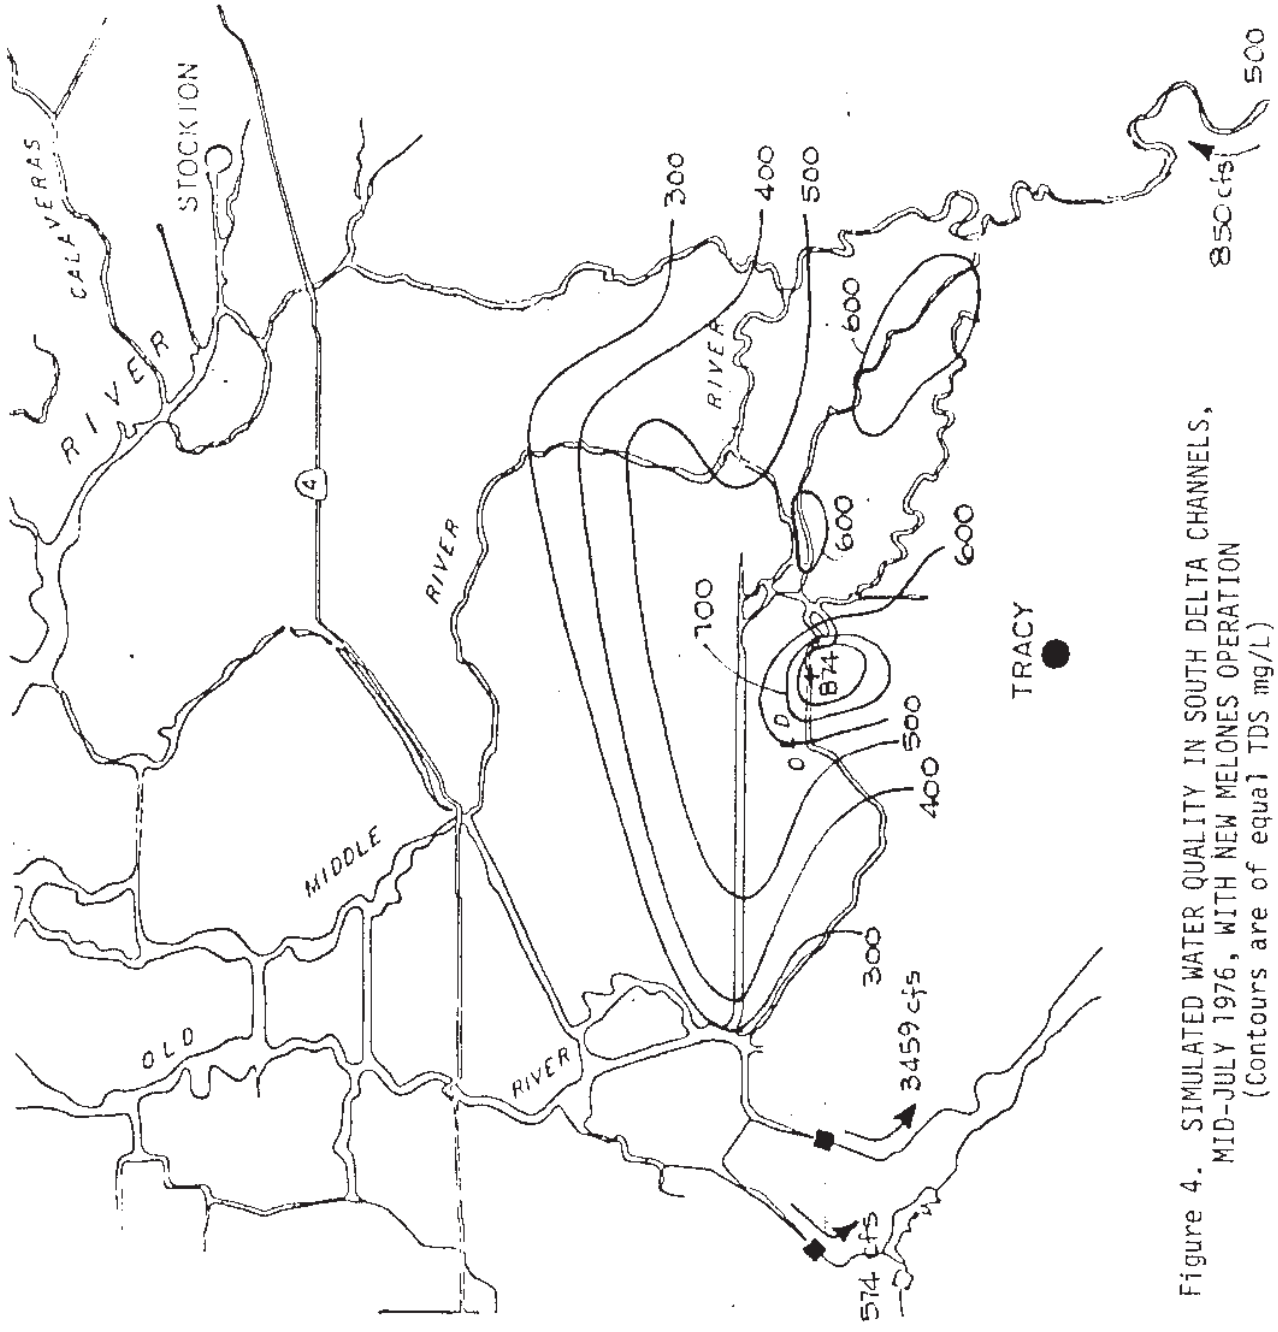 CALAVERAS
STOCKTON
RIVER
4
RIVER
MIDDLE
OLD
RIVER
RIVER
300
400
500
600
600
600
700
874
OLD
500
400
300
TRACY
850 cfs
500
3459 cfs
574 cfs
Figure 4. SIMULATED WATER QUALITY IN SOUTH DELTA CHANNELS,
MID-JULY 1976, WITH NEW MELONES OPERATION
(Contours are of equal TDS mg/L)